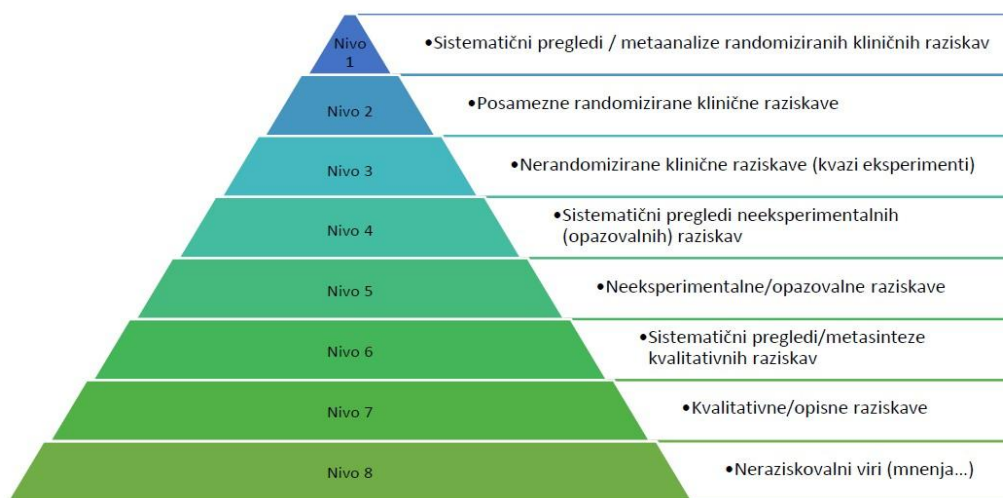 Nivo
1
•Sistematični pregledi / metaanalize randomiziranih kliničnih raziskav
Nivo 2
•Posamezne randomizirane klinične raziskave
Nivo 3
•Nerandomizirane klinične raziskave (kvazi eksperimenti)
Nivo 4
•Sistematični pregledi neeksperimentalnih
(opazovalnih) raziskav
Nivo 5
•Neeksperimentalne/opazovalne raziskave
Nivo 6
•Sistematični pregledi/metasinteze
kvalitativnih raziskav
Nivo 7
•Kvalitativne/opisne raziskave
Nivo 8
•Neraziskovalni viri (mnenja...)